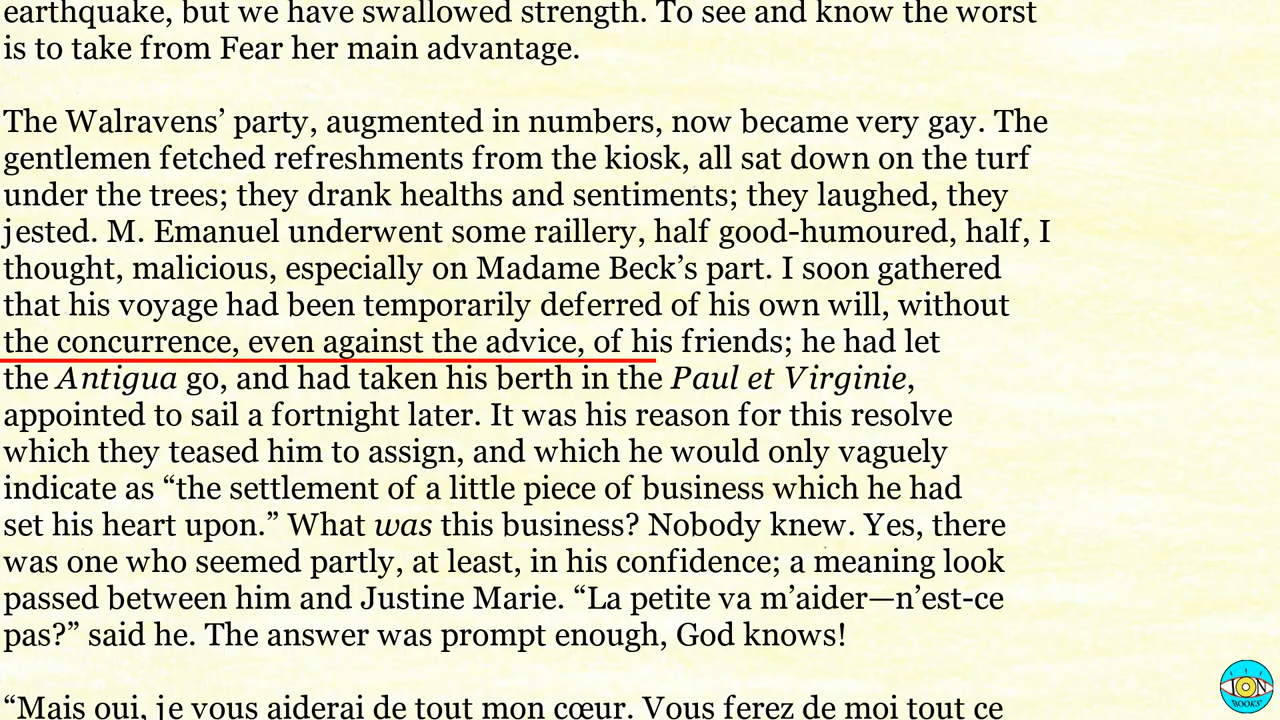 earthquake, but we have swallowed strength. To see and know the worst
is to take from Fear her main advantage.
The Walravens’ party, augmented in numbers, now became very gay. The
gentlemen fetched refreshments from the kiosk, all sat down on the turf
under the trees; they drank healths and sentiments; they laughed, they
jested. M. Emanuel underwent some raillery, half good-humoured, half, I
thought, malicious, especially on Madame Beck’s part. I soon gathered
that his voyage had been temporarily deferred of his own will, without
the concurrence, even against the advice, of his friends; he had let
the Antigua go, and had taken his berth in the Paul et Virginie,
appointed to sail a fortnight later. It was his reason for this resolve
which they teased him to assign, and which he would only vaguely
indicate as “the settlement of a little piece of business which he had
set his heart upon.” What was this business? Nobody knew. Yes, there
was one who seemed partly, at least, in his confidence; a meaning look
passed between him and Justine Marie. “La petite va m’aider—n’est-ce
pas?” said he. The answer was prompt enough, God knows!
“Mais oui, je vous aiderai de tout mon cœur. Vous ferez de moi tout ce
ION
BOOKS